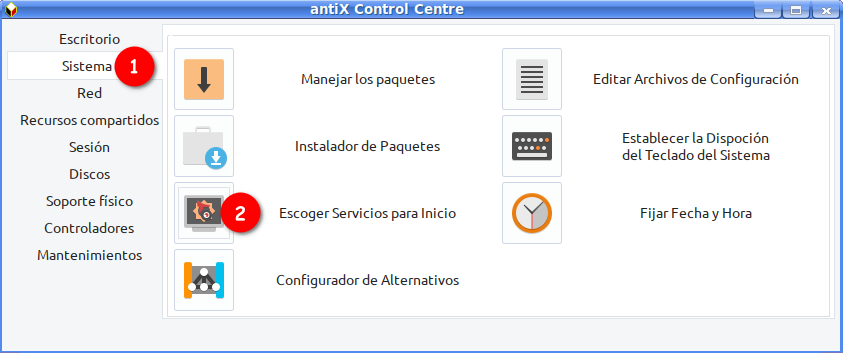 antiX Control Centre
Escritorio
Sistema
1
Red
Recursos compartidos
Sesión
Discos
Soporte físico
Controladores
Mantenimientos
Manejar los paquetes
Editar Archivos de Configuración
Instalador de Paquetes
Establecer la Dispoción
del Teclado del Sistema
2
Escoger Servicios para Inicio
Fijar Fecha y Hora
Configurador de Alternativos